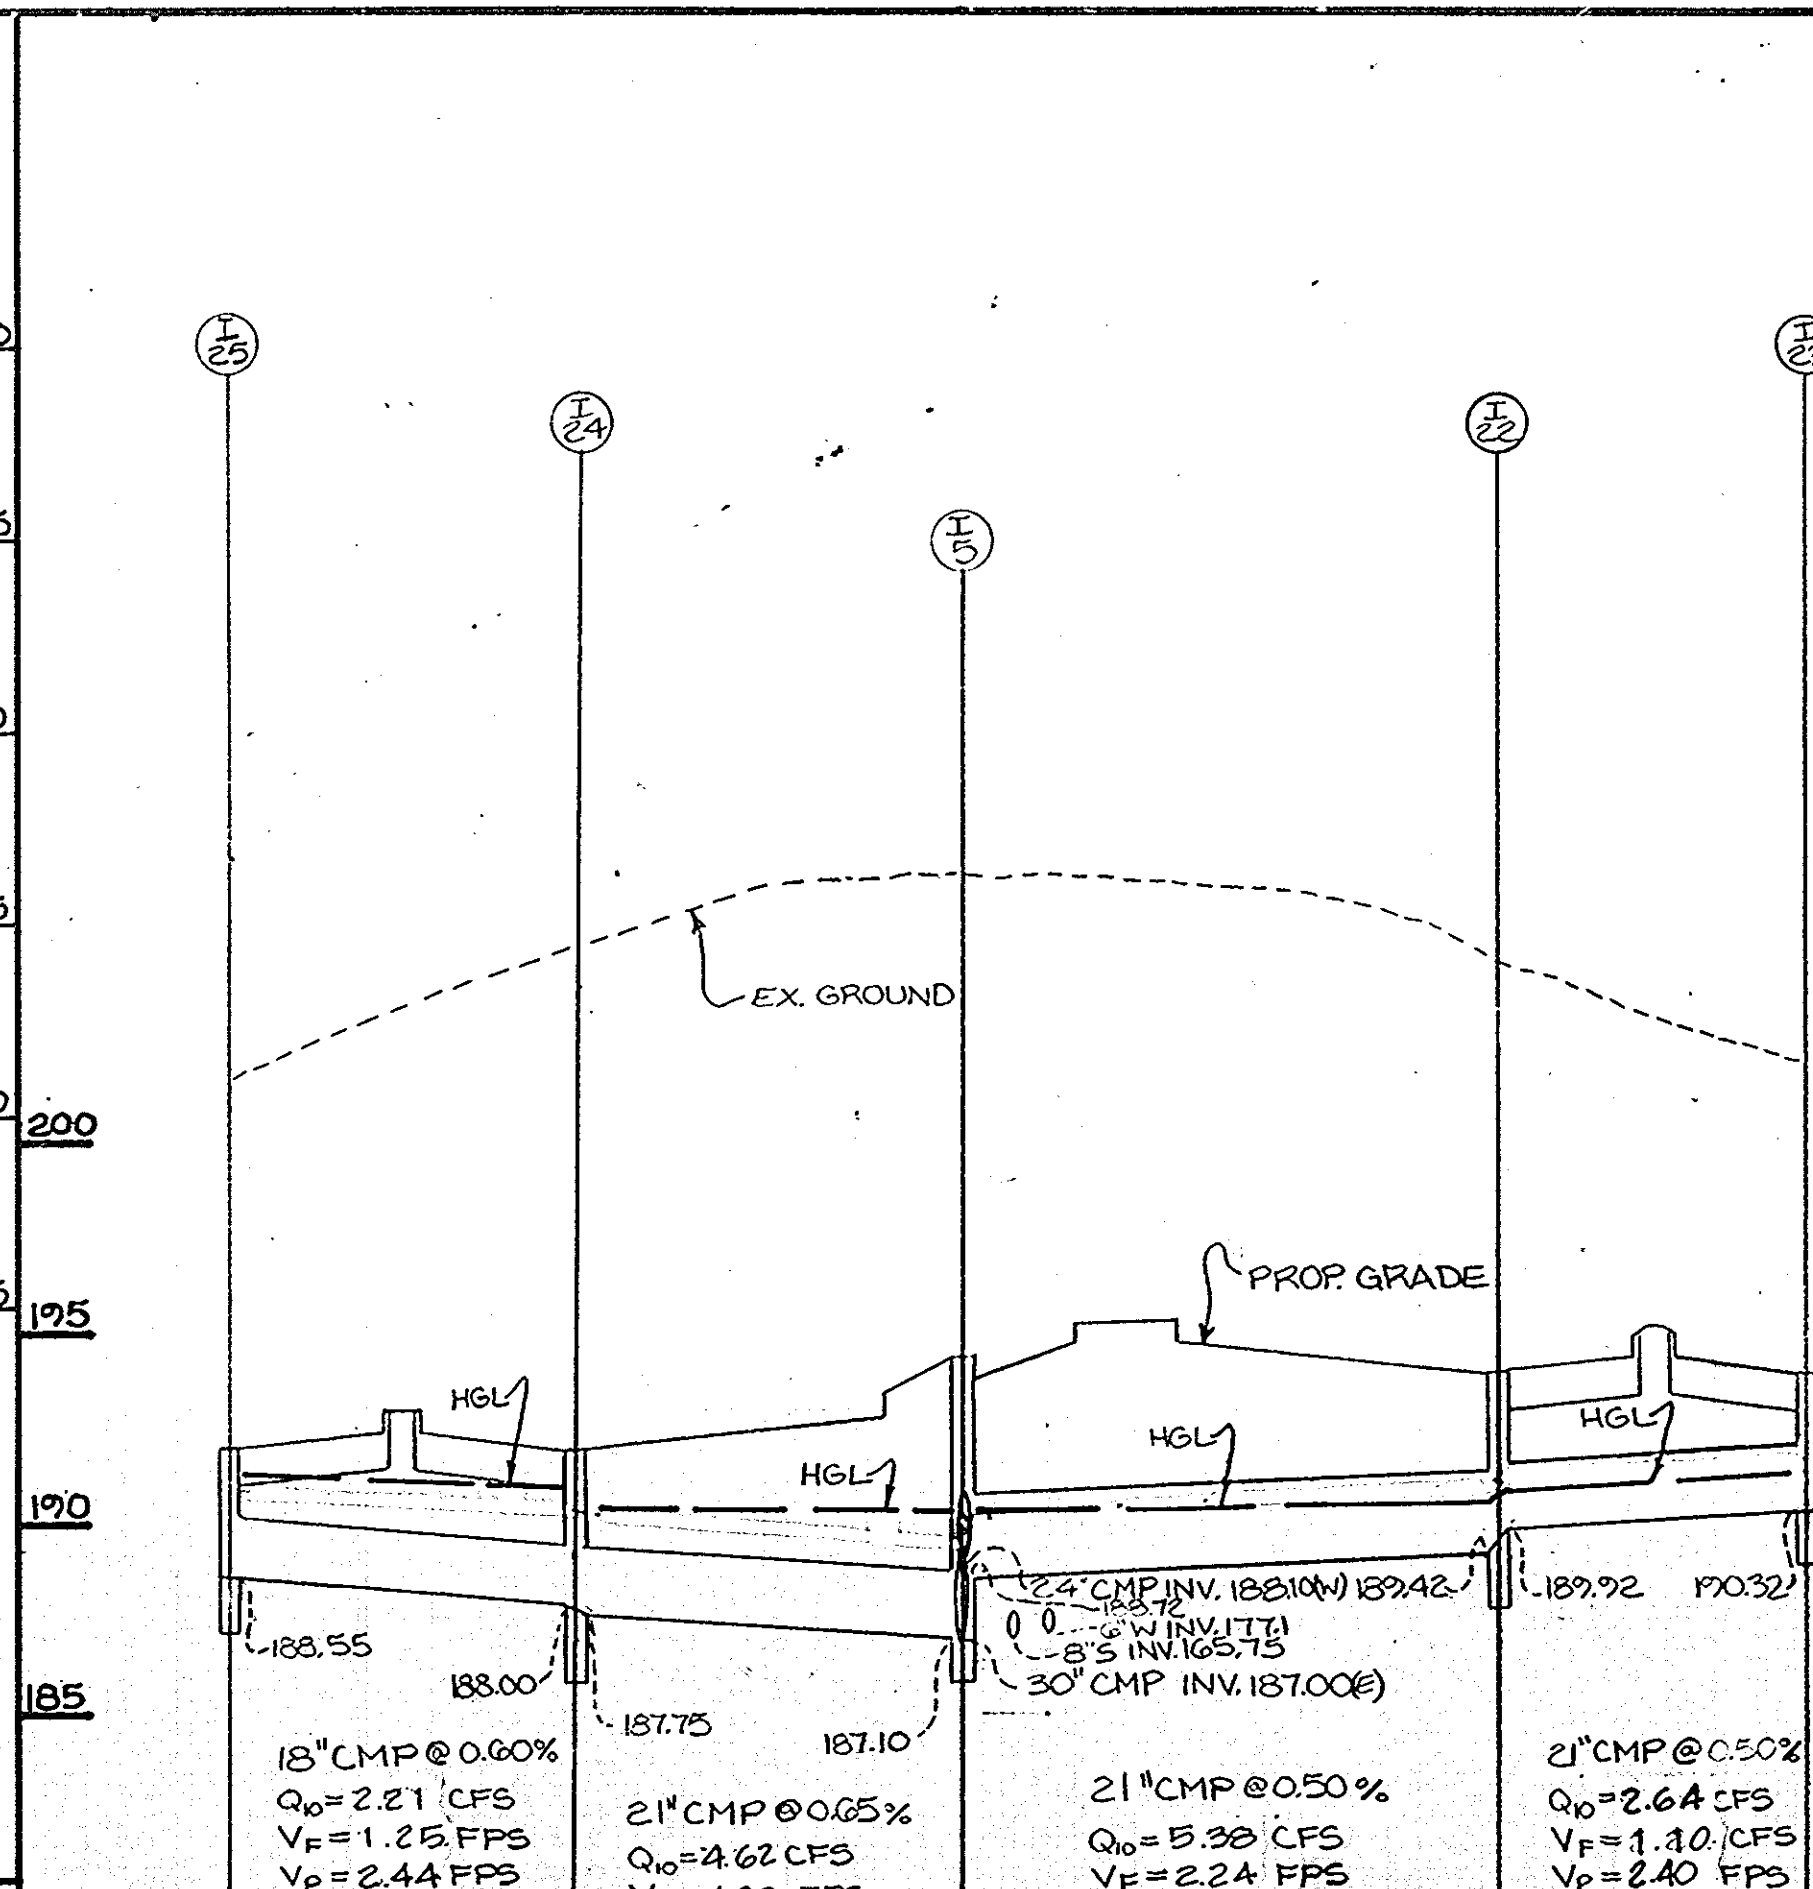 I
25
I
24
I
22
I
5
EX. GROUND
200
195
PROP. GRADE
HGL
HGL
HGL
HGL
190
24" CMP INV. 188.10(W)
189.42
189.92
190.32
188.72
6"W INV. 177.1
8"S INV. 165.75
30" CMP INV. 187.00(E)
188.55
188.00
185
187.75
187.10
18" CMP @ 0.60%
Q10 = 2.21 CFS
VF = 1.25 FPS
VP = 2.44 FPS
21" CMP @ 0.65%
Q10 = 4.62 CFS
21" CMP @ 0.50%
Q10 = 5.38 CFS
VF = 2.24 FPS
21" CMP @ 0.50%
Q10 = 2.64 CFS
VF = 1.10 CFS
VP = 2.40 FPS